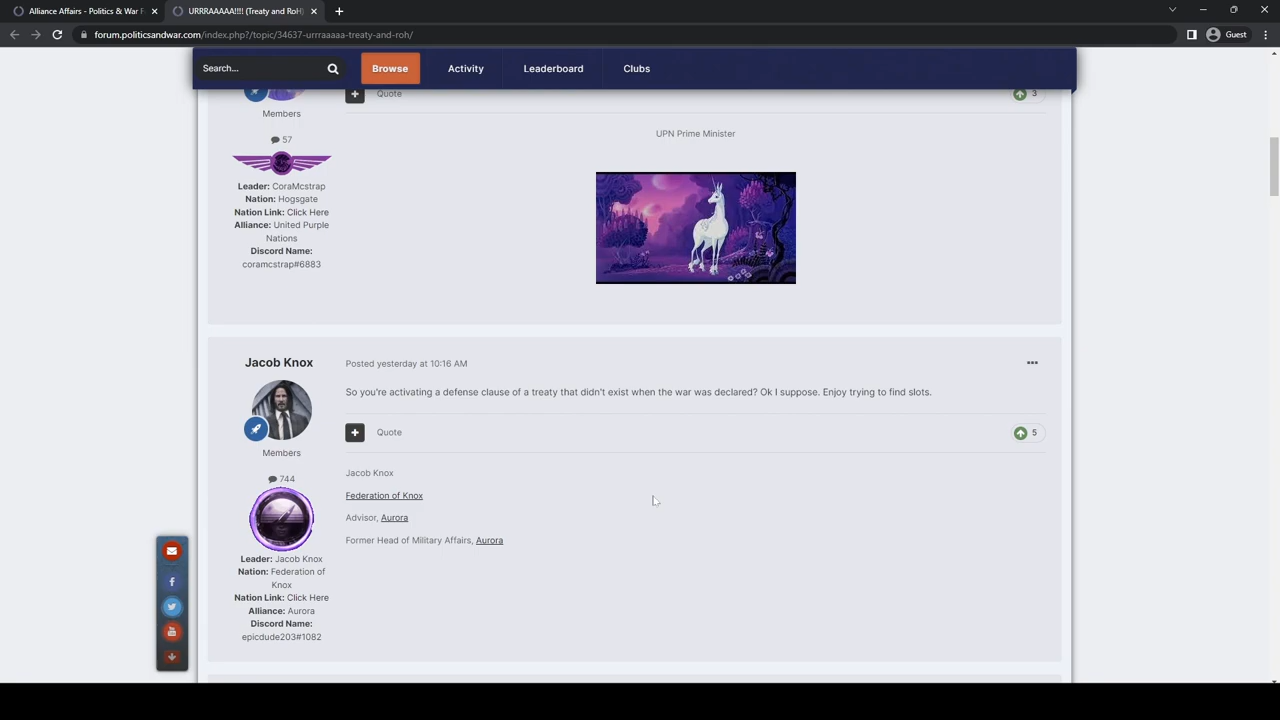 Alliance Affairs - Politics & War F
URRRAAAAA!!!! (Treaty and RoH)
forum.politicsandwar.com/index.php?/topic/34637-urrraaaaa-treaty-and-roh/
Guest
Search...
Browse
Activity
Leaderboard
Clubs
Quote
3
Members
57
Leader: CoraMcstrap
Nation: Hogsgate
Nation Link: Click Here
Alliance: United Purple
Nations
Discord Name:
coramcstrap#6883
UPN Prime Minister
Jacob Knox
Posted yesterday at 10:16 AM
So you're activating a defense clause of a treaty that didn't exist when the war was declared? Ok I suppose. Enjoy trying to find slots.
Quote
5
Members
744
Jacob Knox
Federation of Knox
Advisor, Aurora
Former Head of Military Affairs, Aurora
Leader: Jacob Knox
Nation: Federation of
Knox
Nation Link: Click Here
Alliance: Aurora
Discord Name:
epicdude203#1082